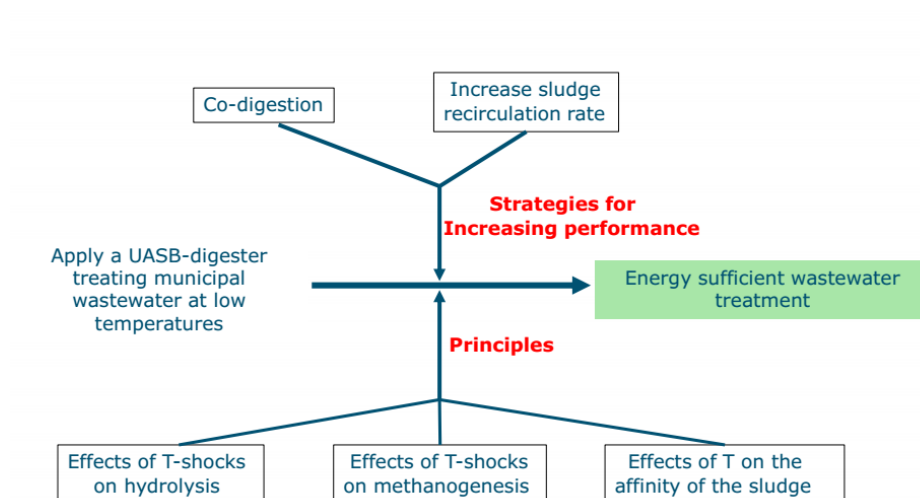 Co-digestion
Increase sludge
recirculation rate
Strategies for
Increasing performance
Apply a UASB-digester
treating municipal
wastewater at low
temperatures
Energy sufficient wastewater
treatment
Principles
Effects of T-shocks
on hydrolysis
Effects of T-shocks
on methanogenesis
Effects of T on the
affinity of the sludge